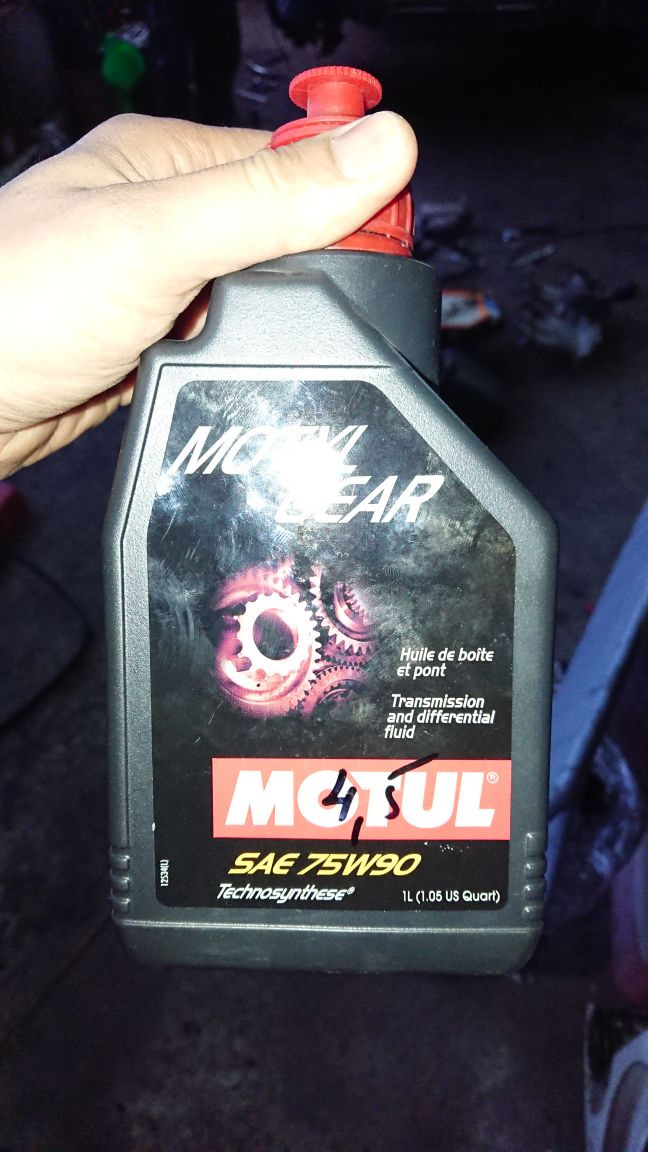 MOTYL
GEAR
Huile de boîte
et pont
Transmission
and differential
fluid
MOTUL®
4,5
SAE 75W90
Technosynthese®
1L (1.05 US Quart)